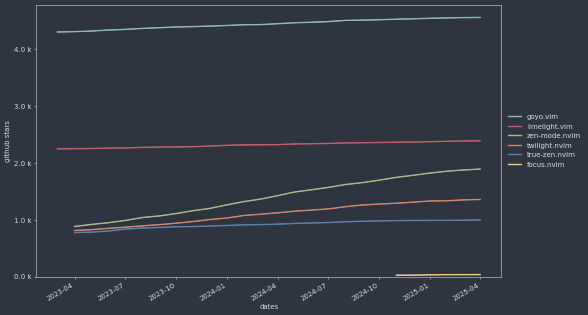 4.0 k
3.0 k
2.0 k
1.0 k
0.0 k
github stars
2023-04
2023-07
2023-10
2024-01
2024-04
2024-07
2024-10
2025-01
2025-04
dates
goyo.vim
limelight.vim
zen-mode.nvim
twilight.nvim
true-zen.nvim
focus.nvim